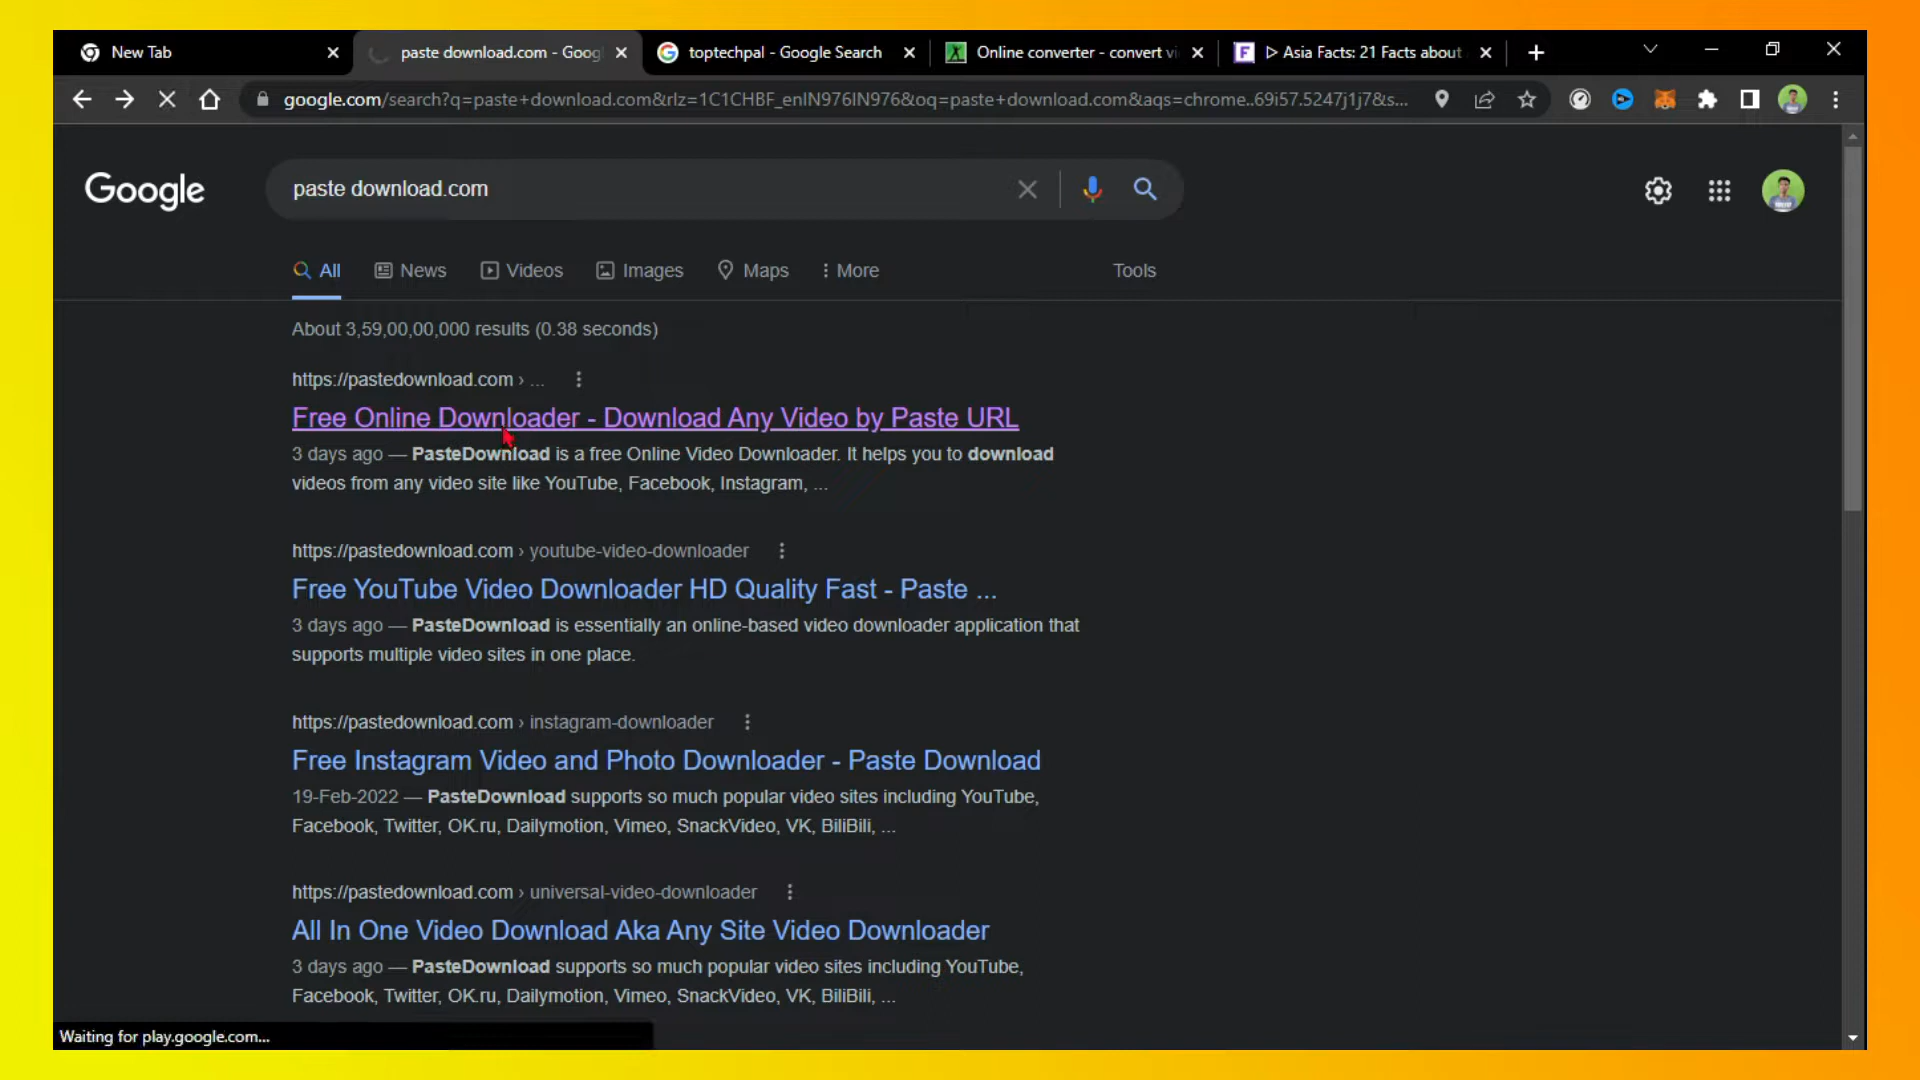 New Tab
paste download.com - Goog
toptechpal - Google Search
Online converter - convert vi
ᐅ Asia Facts: 21 Facts about
google.com/search?q=paste+download.com&rlz=1C1CHBF_enIN976IN976&oq=paste+download.com&aqs=chrome..69i57.5247j1j7&s...
Google
paste download.com
All
News
Videos
Images
Maps
More
Tools
About 3,59,00,00,000 results (0.38 seconds)
https://pastedownload.com › ...
Free Online Downloader - Download Any Video by Paste URL
3 days ago — PasteDownload is a free Online Video Downloader. It helps you to download
videos from any video site like YouTube, Facebook, Instagram, ...
https://pastedownload.com › youtube-video-downloader
Free YouTube Video Downloader HD Quality Fast - Paste ...
3 days ago — PasteDownload is essentially an online-based video downloader application that
supports multiple video sites in one place.
https://pastedownload.com › instagram-downloader
Free Instagram Video and Photo Downloader - Paste Download
19-Feb-2022 — PasteDownload supports so much popular video sites including YouTube,
Facebook, Twitter, OK.ru, Dailymotion, Vimeo, SnackVideo, VK, BiliBili, ...
https://pastedownload.com › universal-video-downloader
All In One Video Download Aka Any Site Video Downloader
3 days ago — PasteDownload supports so much popular video sites including YouTube,
Facebook, Twitter, OK.ru, Dailymotion, Vimeo, SnackVideo, VK, BiliBili, ...
Waiting for play.google.com...